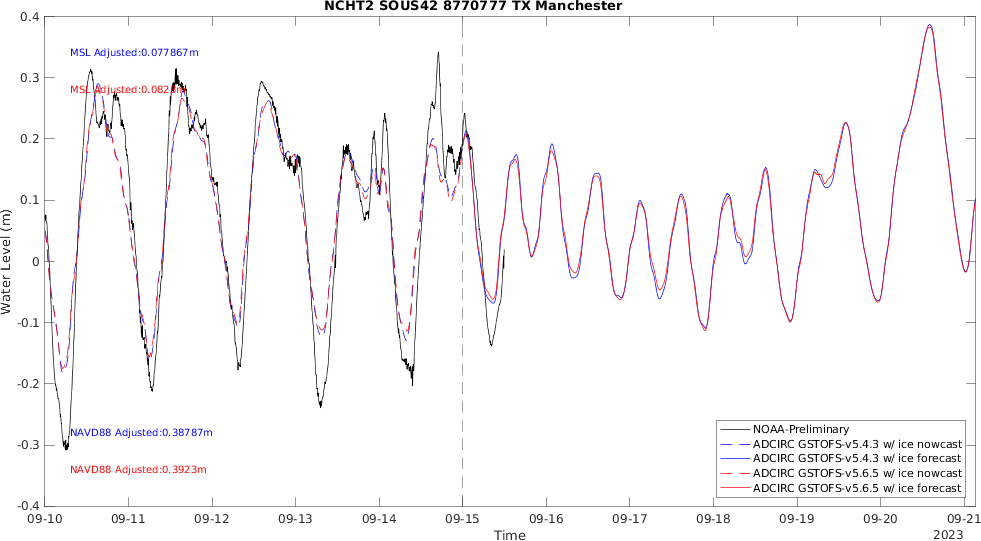 NCHT2 SOUS42 8770777 TX Manchester
0.4
0.3
0.2
0.1
0
-0.1
-0.2
-0.3
-0.4
Water Level (m)
MSL Adjusted:0.077867m
MSL Adjusted:0.082
NAVD88 Adjusted:0.38787m
NAVD88 Adjusted:0.3923m
NOAA-Preliminary
ADCIRC GSTOFS-v5.4.3 w/ ice nowcast
ADCIRC GSTOFS-v5.4.3 w/ ice forecast
ADCIRC GSTOFS-v5.6.5 w/ ice nowcast
ADCIRC GSTOFS-v5.6.5 w/ ice forecast
09-10 09-11 09-12 09-13 09-14 09-15 09-16 09-17 09-18 09-19 09-20 09-21
2023
Time